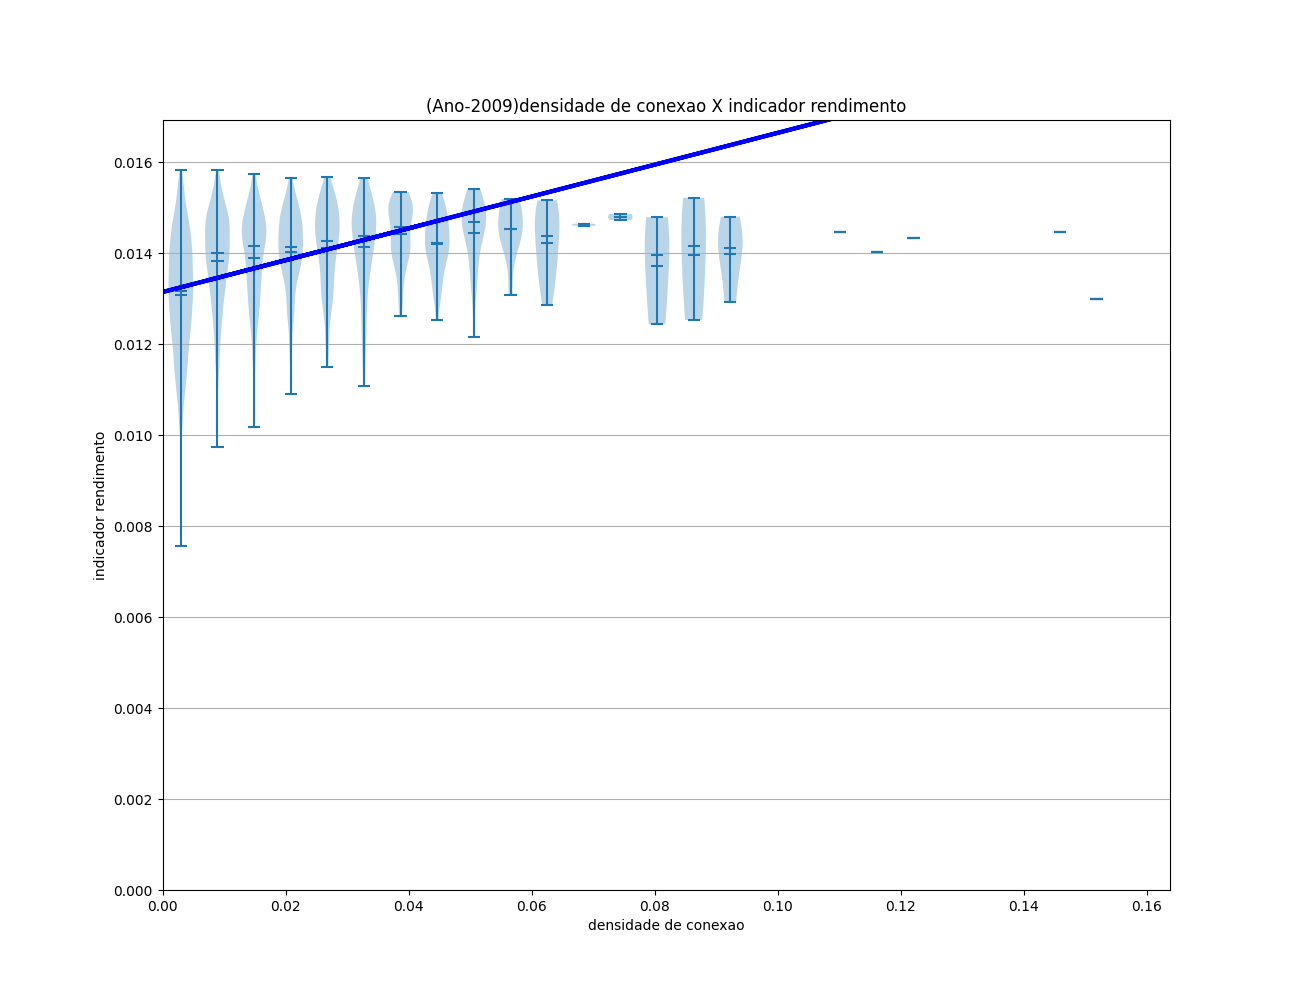 (Ano-2009)densidade de conexao X indicador rendimento
0.016
0.014
0.012
0.010
0.008
0.006
0.004
0.002
0.000
indicador rendimento
0.00 0.02 0.04 0.06 0.08 0.10 0.12 0.14 0.16
densidade de conexao